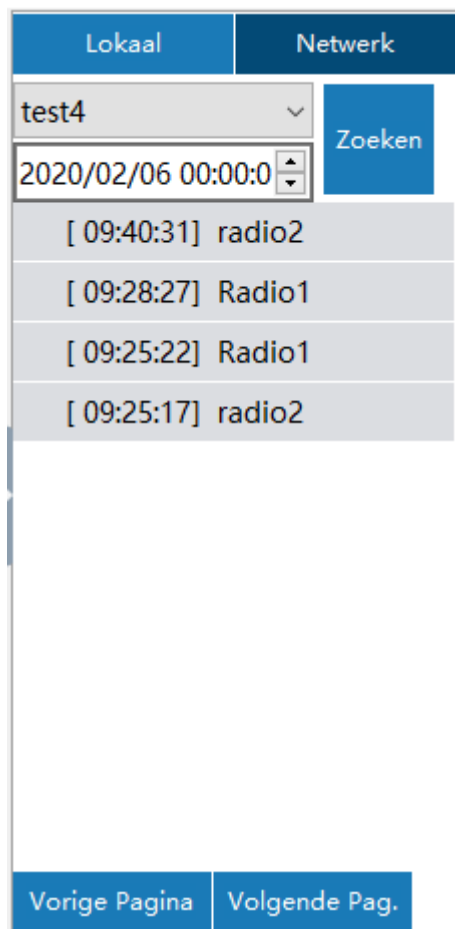 Lokaal Netwerk
test4
Zoeken
2020/02/06 00:00:0
[ 09:40:31] radio2
[ 09:28:27] Radio1
[ 09:25:22] Radio1
[ 09:25:17] radio2
Vorige Pagina Volgende Pag.